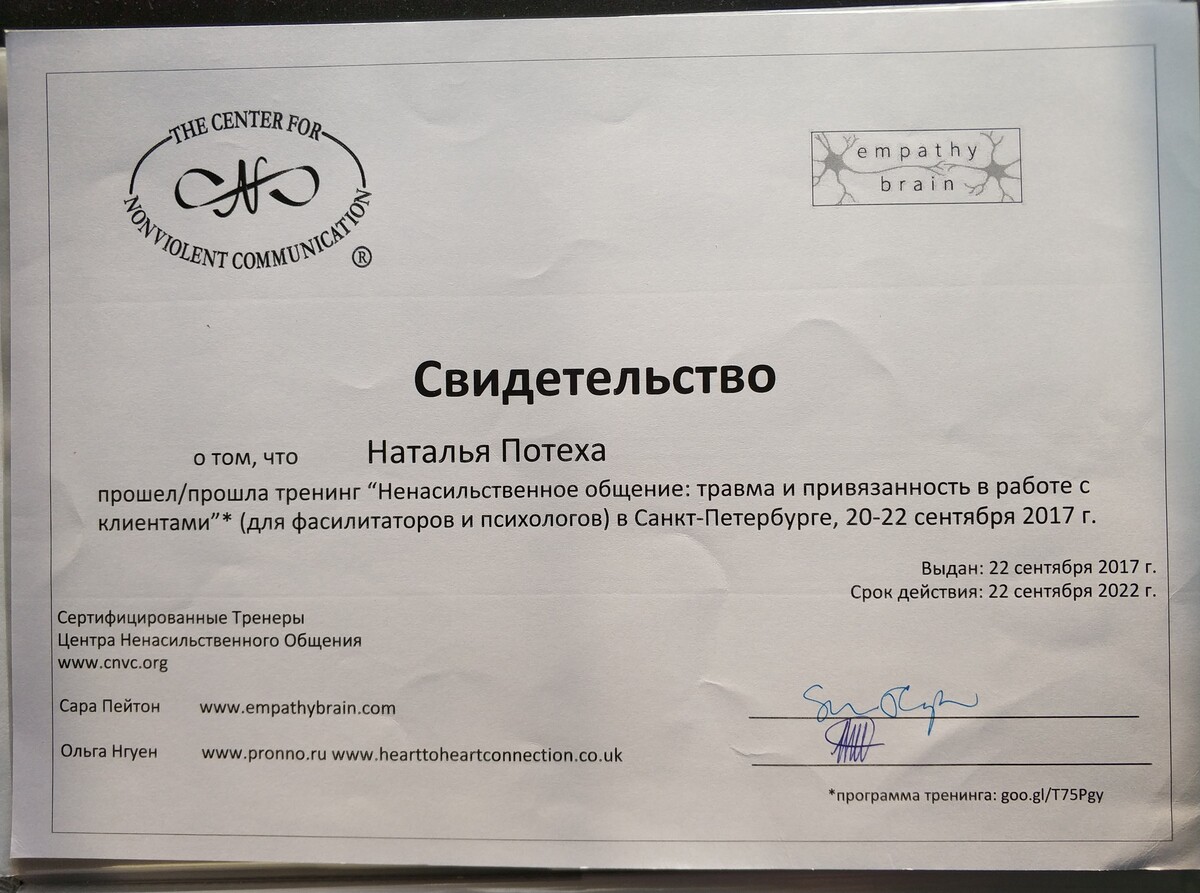 THE CENTER FOR
NONVIOLENT COMMUNICATION
®
empathy
brain
Свидетельство
о том, что Наталья Потеха
прошел/прошла тренинг “Ненасильственное общение: травма и привязанность в работе с
клиентами”* (для фасилитаторов и психологов) в Санкт-Петербурге, 20-22 сентября 2017 г.
Выдан: 22 сентября 2017 г.
Срок действия: 22 сентября 2022 г.
Сертифицированные Тренеры
Центра Ненасильственного Общения
www.cnvc.org
Сара Пейтон www.empathybrain.com
Ольга Нгуен www.pronno.ru www.hearttoheartconnection.co.uk
*программа тренинга: goo.gl/T75Pgy